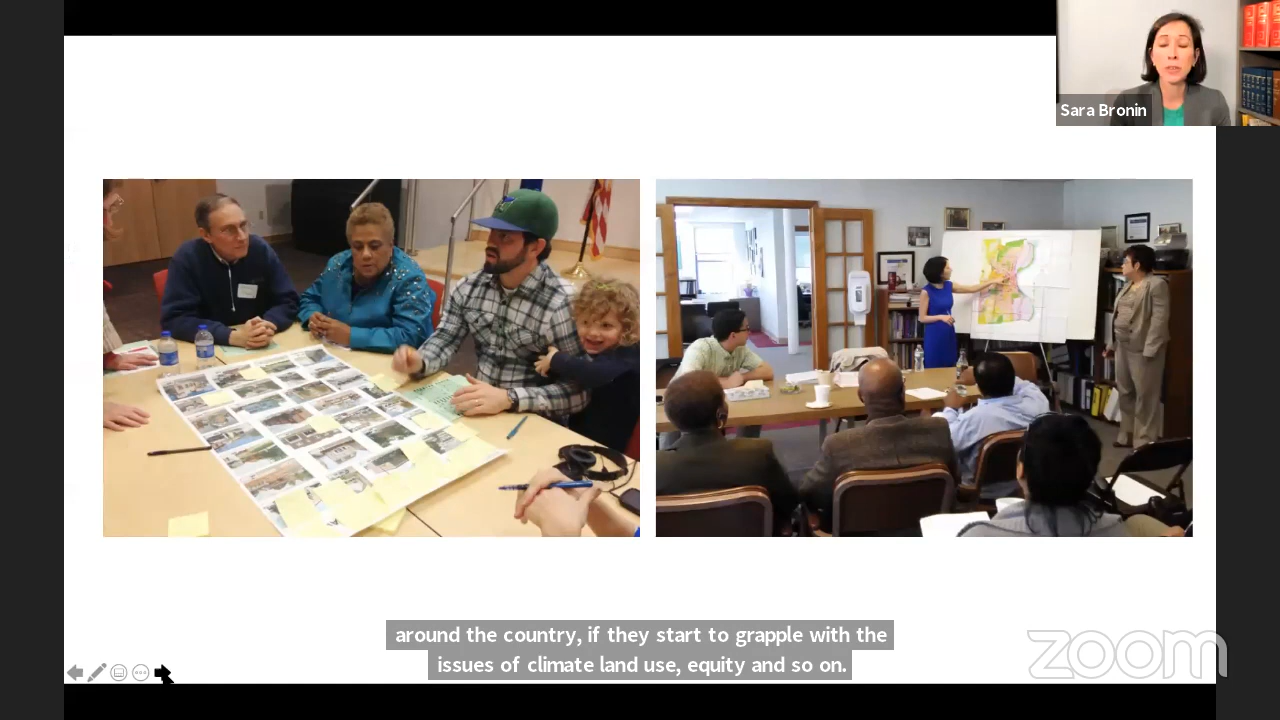 Sara Bronin
around the country, if they start to grapple with the
issues of climate land use, equity and so on.
zoom